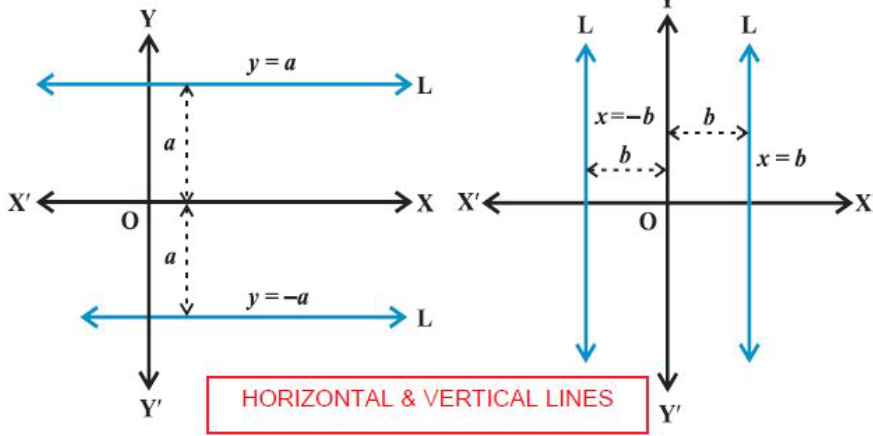 Y
y = a
L
a
X′
X
O
a
y = –a
L
Y′
Y
L
L
x = –b
b
b
x = b
X′
X
O
Y′
HORIZONTAL & VERTICAL LINES